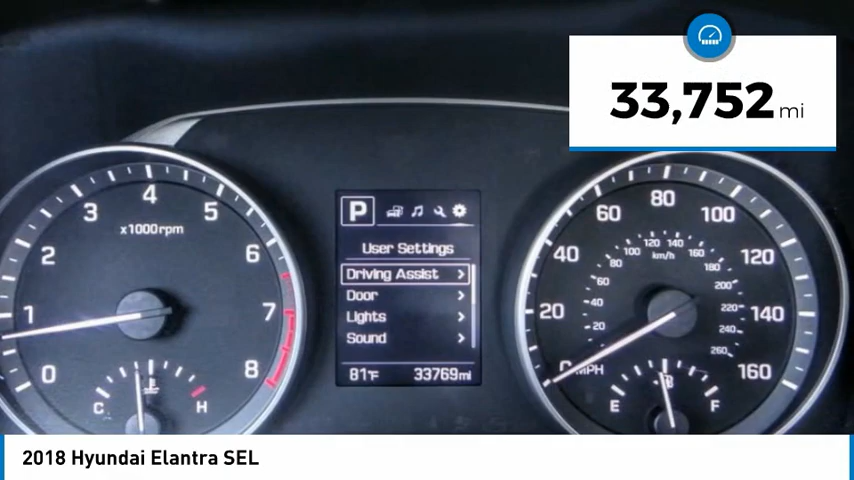 33,752 mi
4
3
5
x1000rpm
2
6
1
7
0
8
C
H
P
User Settings
Driving Assist >
Door >
Lights >
Sound >
81°F 33769mi
80
60
100
40
120
20
140
0 MPH
160
120 140
100 km/h 160
80 180
60 200
40 220
20 240
260
E
F
2018 Hyundai Elantra SEL